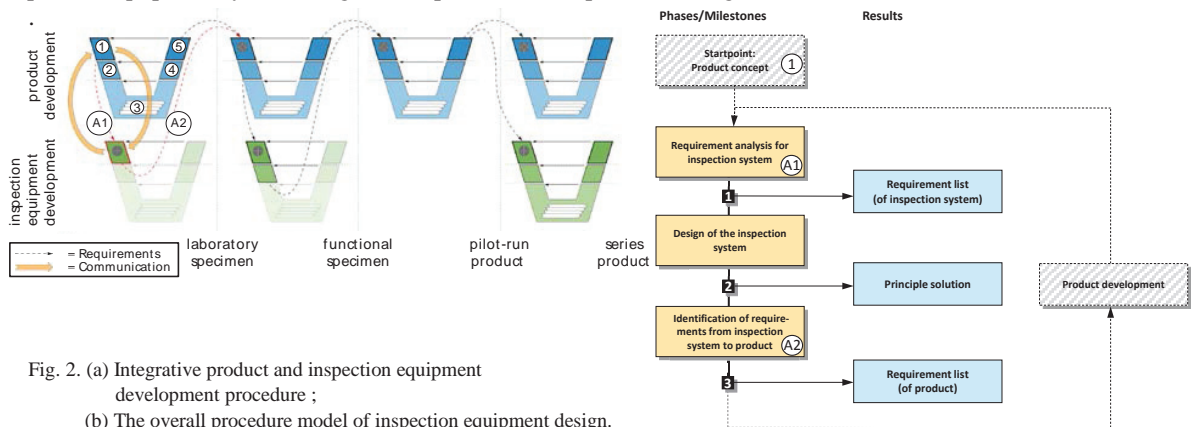 product
development
inspection
equipment
development
1
2
3
4
5
A1
A2
= Requirements
= Communication
laboratory
specimen
functional
specimen
pilot-run
product
series
product
Fig. 2. (a) Integrative product and inspection equipment
development procedure ;
(b) The overall procedure model of inspection equipment design.
Phases/Milestones
Results
Startpoint:
Product concept
1
Requirement analysis for
inspection system
A1
1
Requirement list
(of inspection system)
Design of the inspection
system
2
Principle solution
Product development
Identification of require-
ments from inspection
system to product
A2
3
Requirement list
(of product)